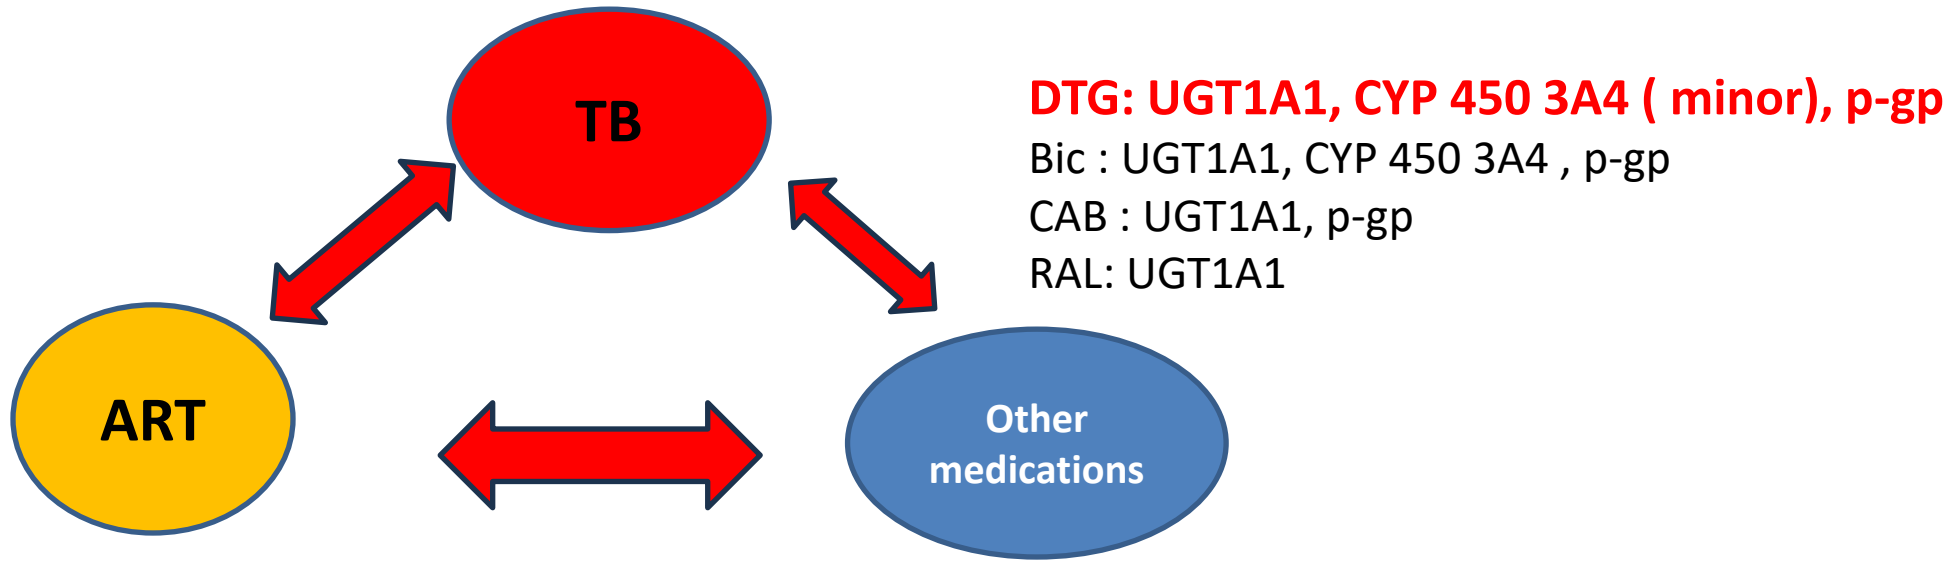 TB
DTG: UGT1A1, CYP 450 3A4 ( minor), p-gp
Bic : UGT1A1, CYP 450 3A4 , p-gp
CAB : UGT1A1, p-gp
RAL: UGT1A1
ART
Other
medications